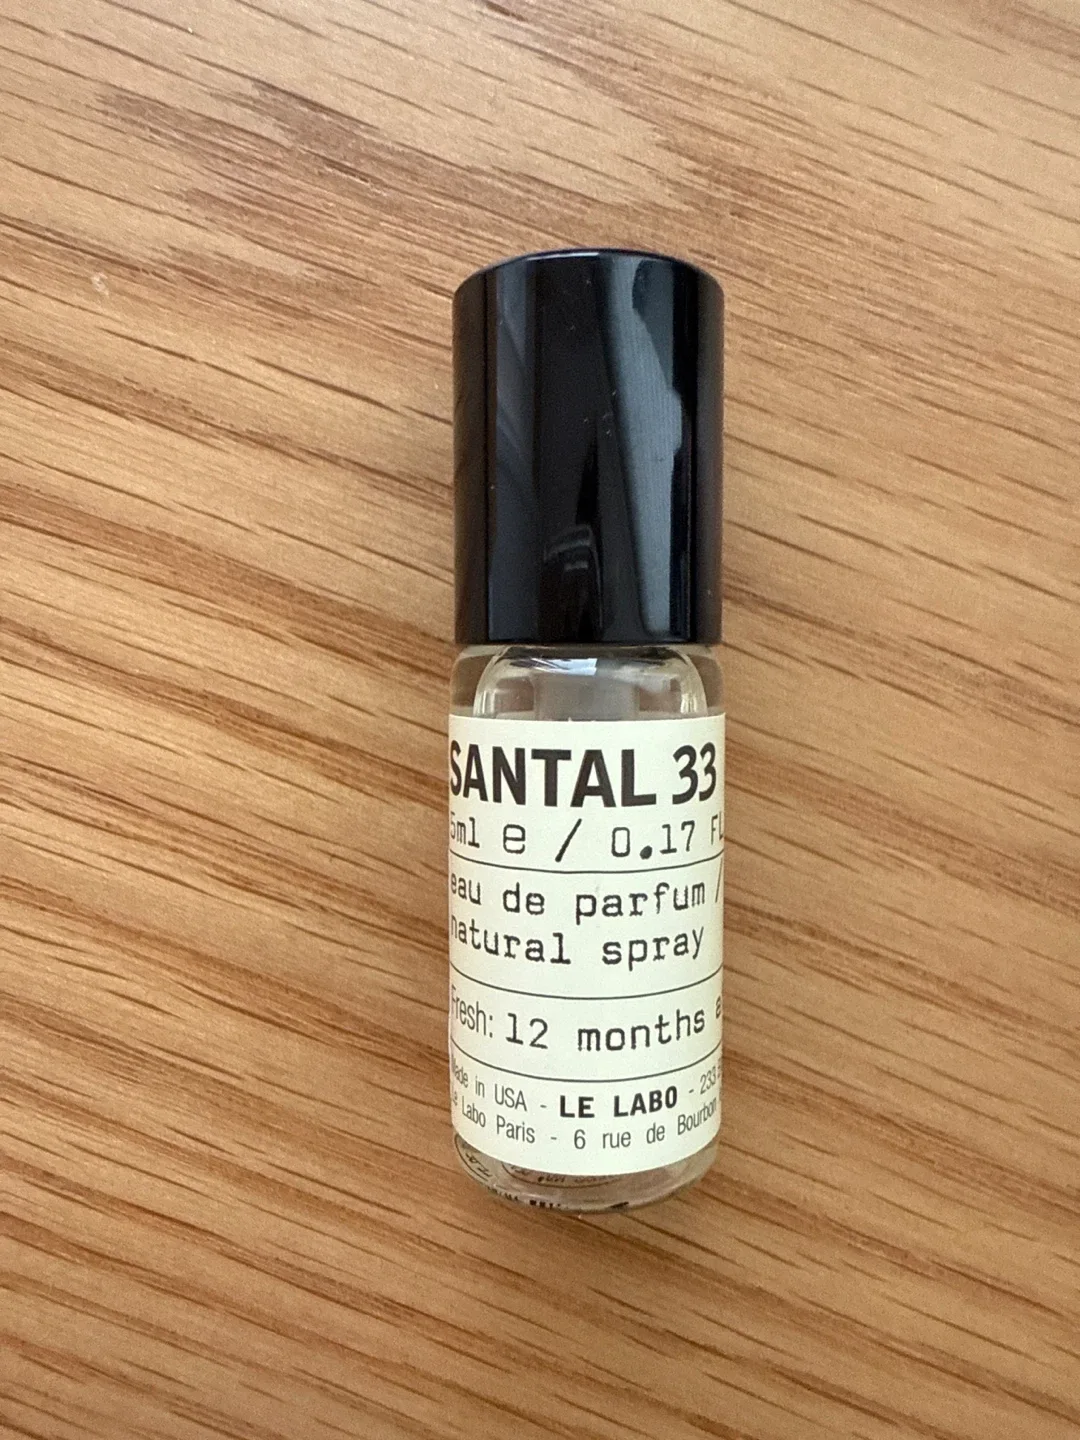 SANTAL 33
5ml e / 0.17 FL
eau de parfum /
natural spray
Fresh: 12 months
Made in USA - LE LABO - 233
Le Labo Paris - 6 rue de Bourbon